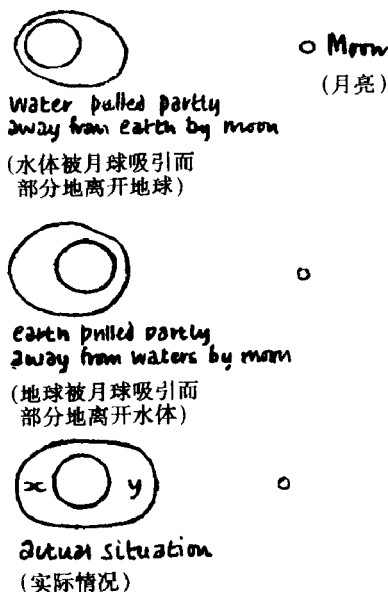 Moon
(月亮)
water pulled partly
away from earth by moon
(水体被月球吸引而
部分地离开地球)
earth pulled partly
away from waters by moon
(地球被月球吸引而
部分地离开水体)
x y
actual situation
(实际情况)